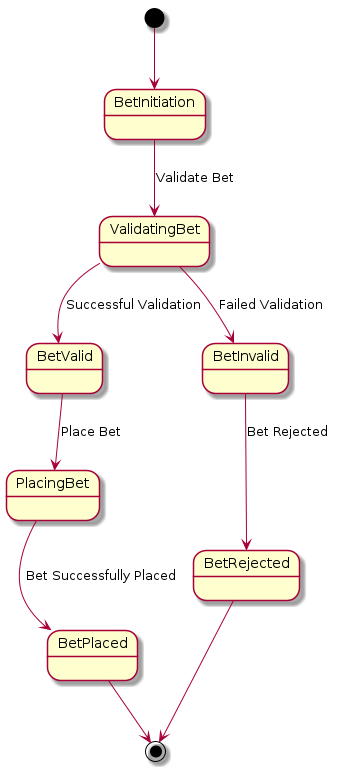 BetInitiation
Validate Bet
ValidatingBet
Successful Validation
Failed Validation
BetValid
BetInvalid
Place Bet
Bet Rejected
PlacingBet
BetRejected
Bet Successfully Placed
BetPlaced